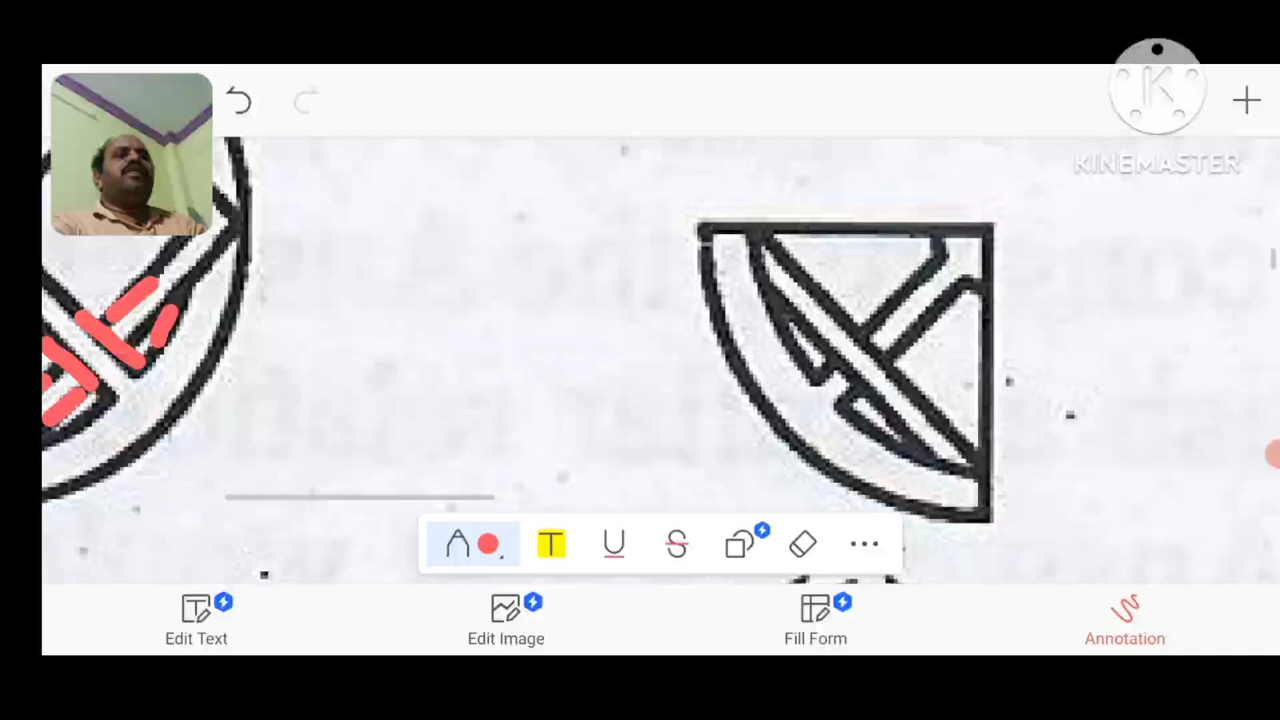 K
KINEMASTER
T
U
S
Edit Text
Edit Image
Fill Form
Annotation